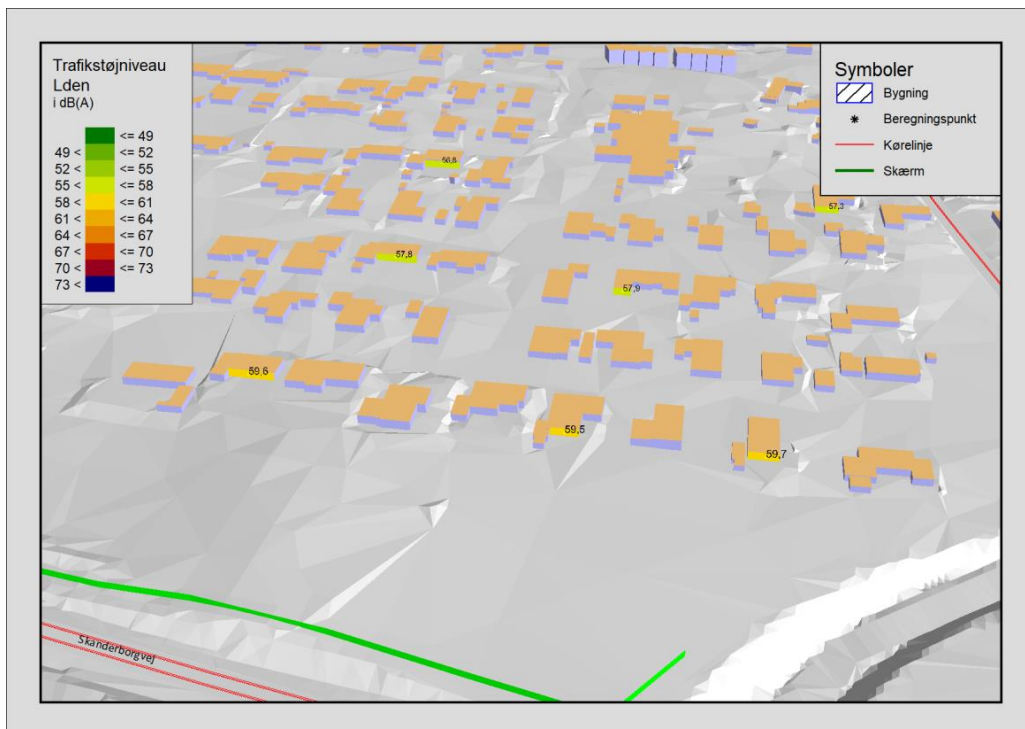 Trafikstøjniveau
Lden
i dB(A)
<= 49
49 < <= 52
52 < <= 55
55 < <= 58
58 < <= 61
61 < <= 64
64 < <= 67
67 < <= 70
70 < <= 73
73 <
Symboler
Bygning
Beregningspunkt
Kørelinje
Skærm
56,8
57,3
57,8
57,9
59,6
59,5
59,7
Skanderborgvej